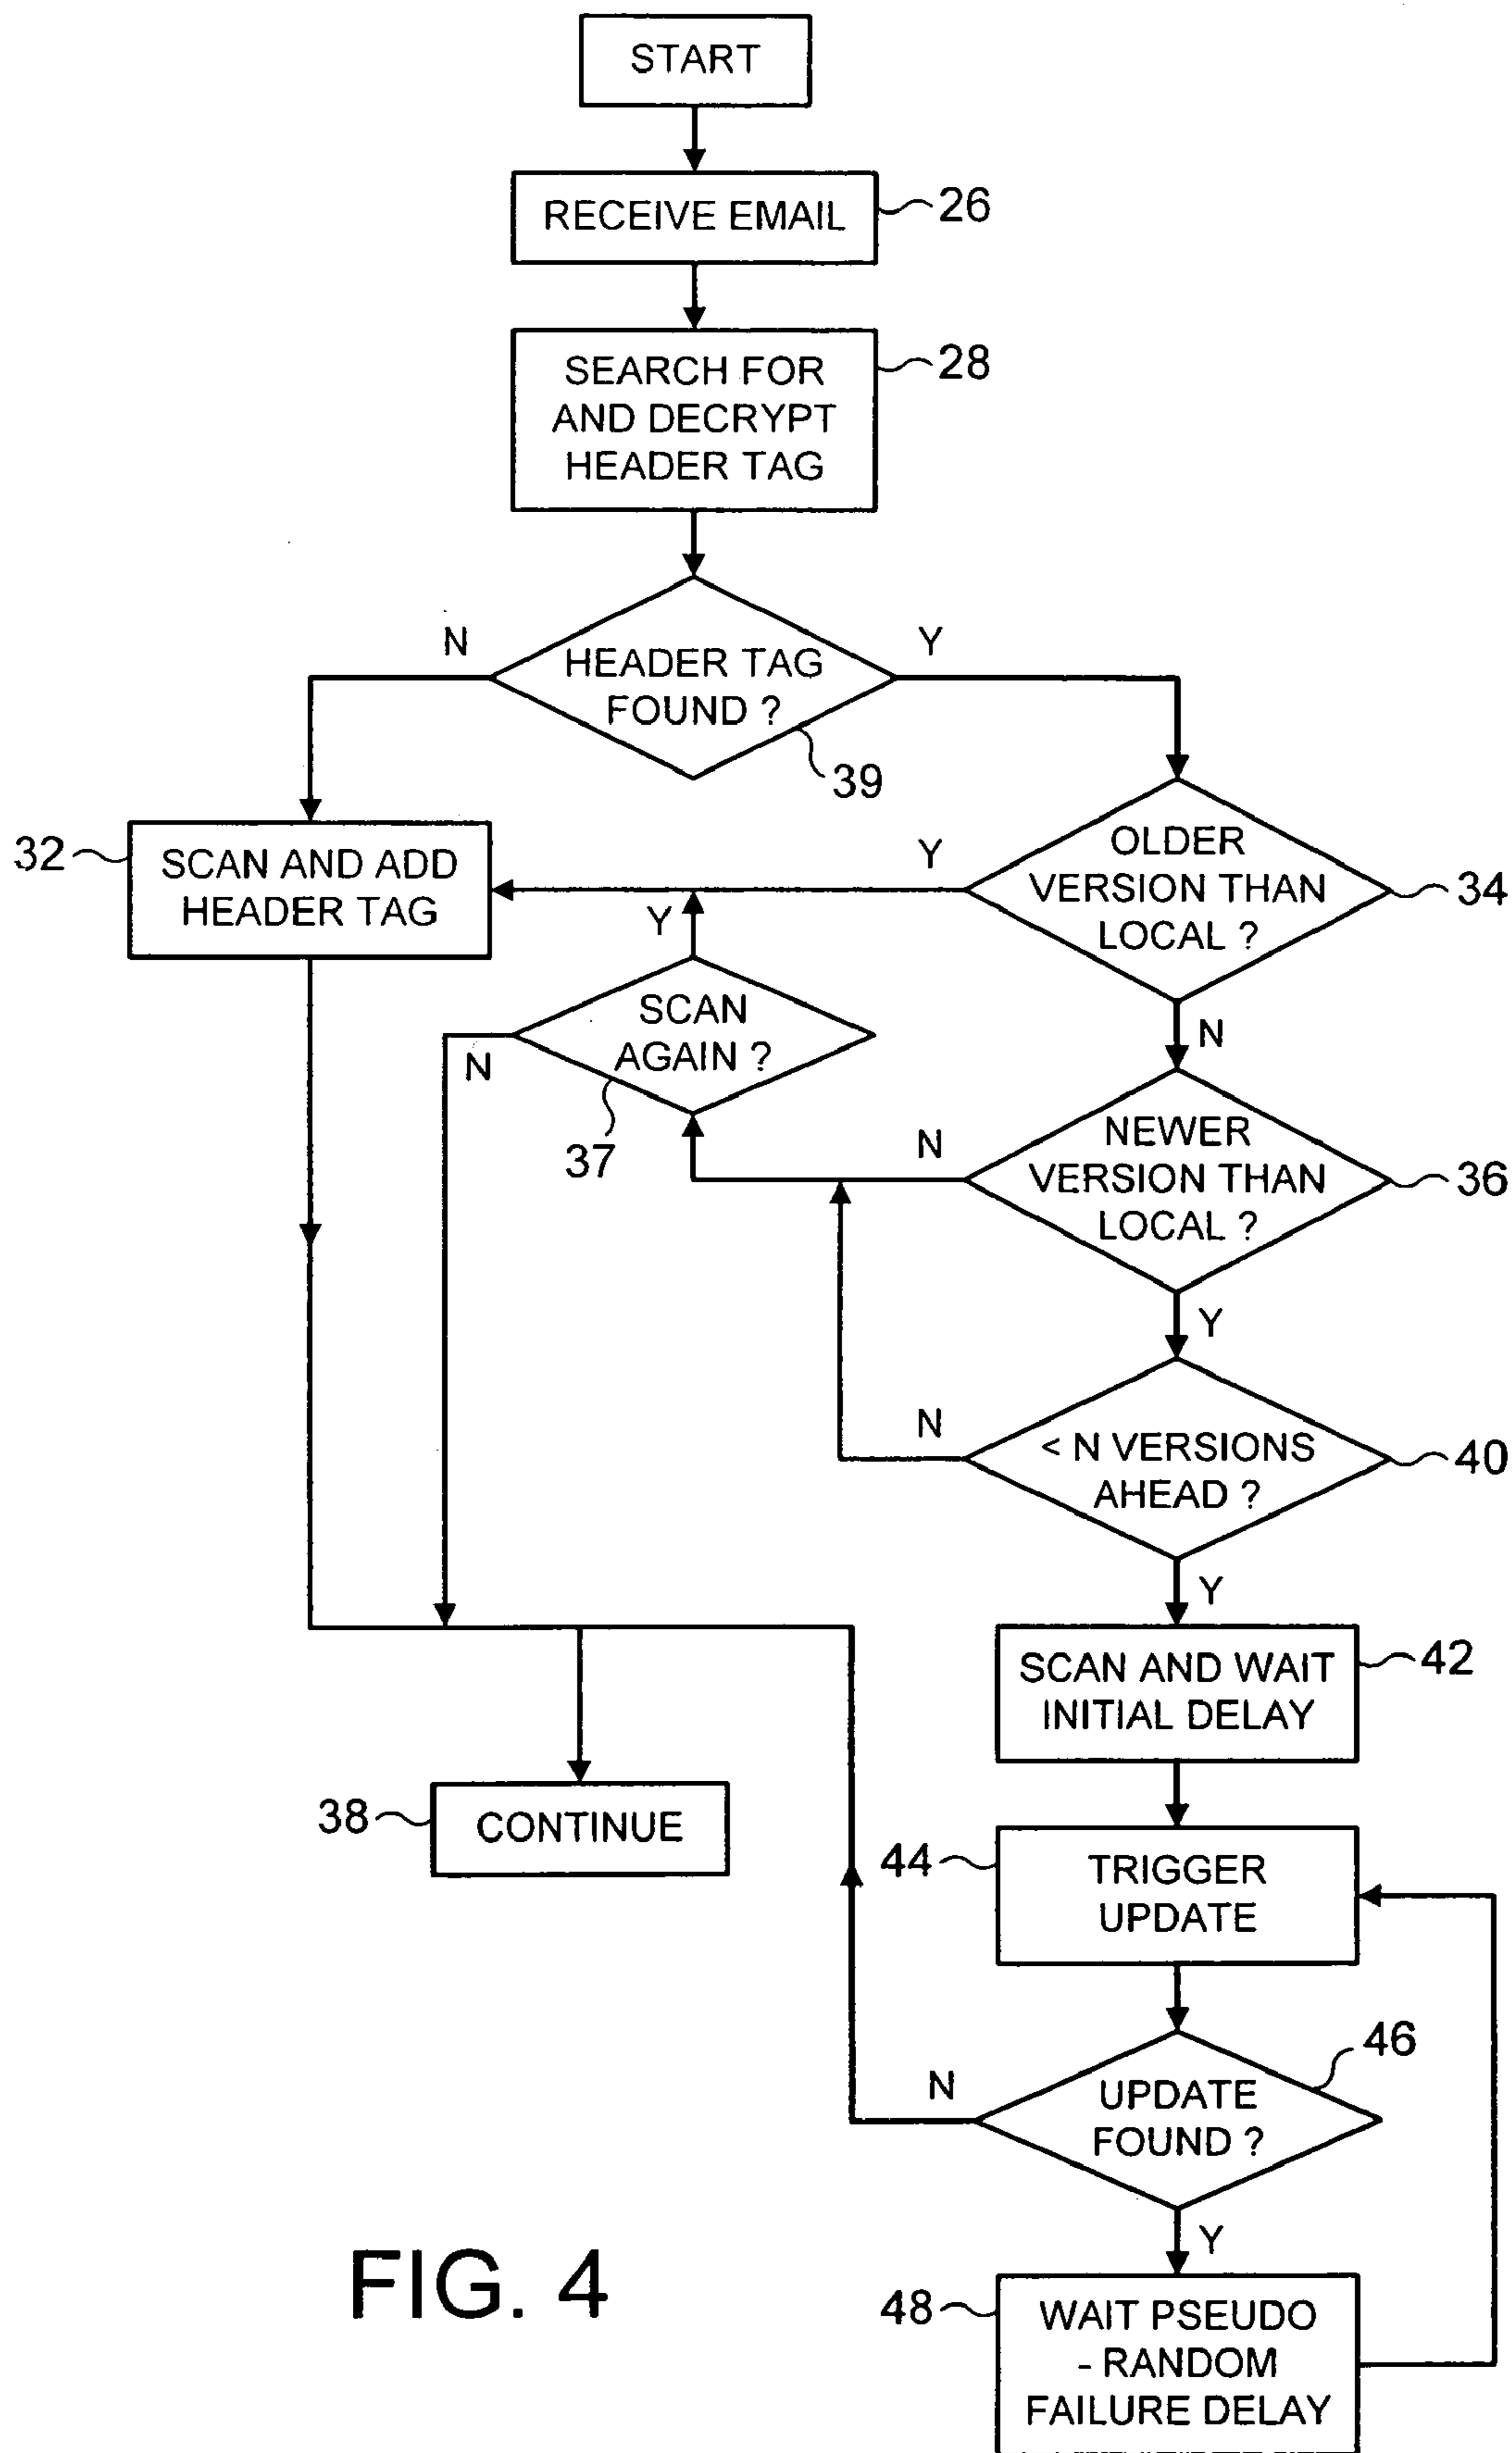 START
RECEIVE EMAIL
26
SEARCH FOR
AND DECRYPT
HEADER TAG
28
N
Y
HEADER TAG
FOUND ?
39
32
SCAN AND ADD
HEADER TAG
Y
OLDER
VERSION THAN
LOCAL ?
34
Y
SCAN
AGAIN ?
N
37
N
NEWER
VERSION THAN
LOCAL ?
36
N
Y
N
< N VERSIONS
AHEAD ?
40
Y
SCAN AND WAIT
INITIAL DELAY
42
38
CONTINUE
44
TRIGGER
UPDATE
46
N
UPDATE
FOUND ?
Y
48
WAIT PSEUDO
- RANDOM
FAILURE DELAY
FIG. 4